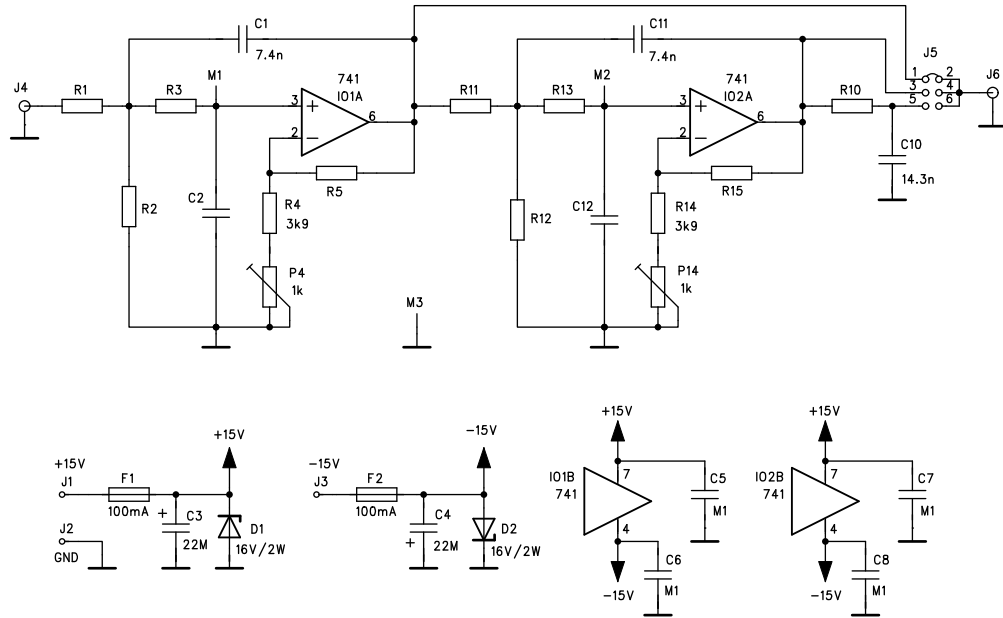 C1
7.4n
J4
R1
R3
M1
741
IO1A
3
2
6
R5
R2
C2
R4
3k9
P4
1k
M3
C11
7.4n
R11
R13
M2
741
IO2A
3
2
6
R15
R12
C12
R14
3k9
P14
1k
R10
C10
14.3n
J5
1 2
3 4
5 6
J6
+15V
J1
F1
100mA
+15V
C3
+
22M
D1
16V/2W
J2
GND
-15V
J3
F2
100mA
-15V
C4
+
22M
D2
16V/2W
+15V
IO1B
741
7
4
C5
M1
C6
M1
-15V
+15V
IO2B
741
7
4
C7
M1
C8
M1
-15V